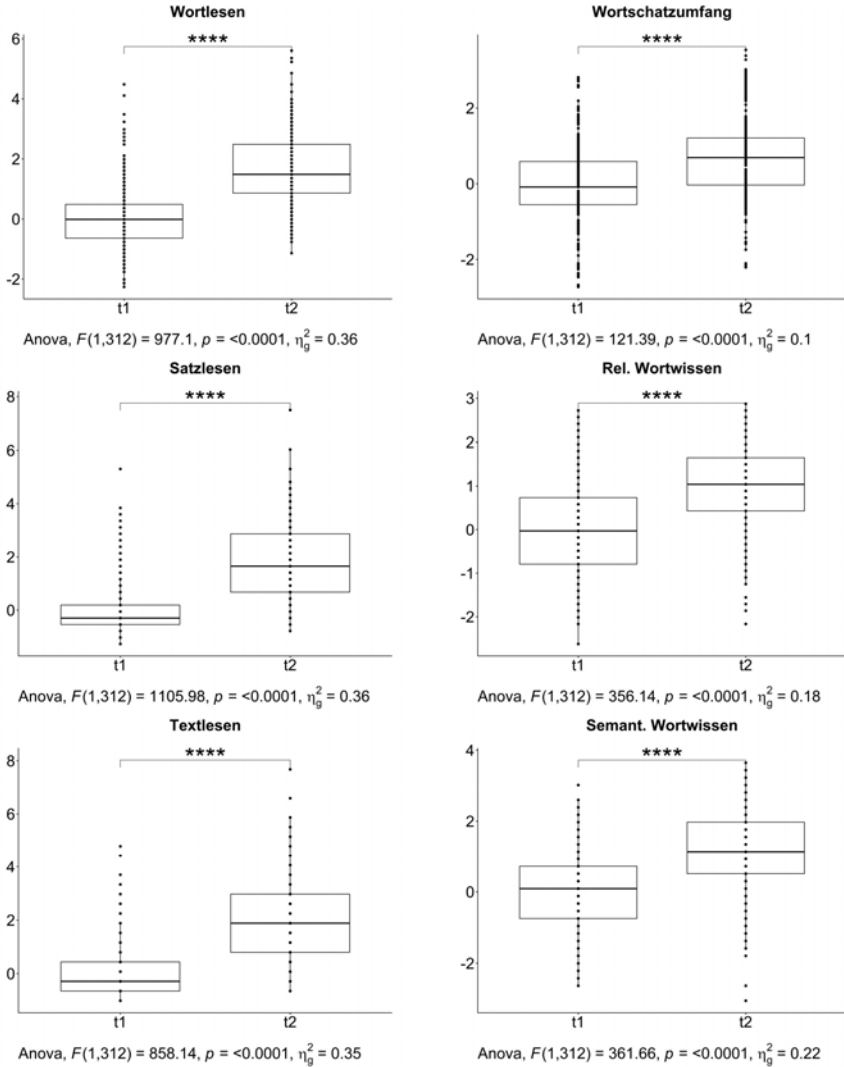 Wortlesen
****
6
4
2
0
-2
t1 t2
Anova, F(1,312) = 977.1, p = <0.0001, η²g = 0.36
Wortschatzumfang
****
2
0
-2
t1 t2
Anova, F(1,312) = 121.39, p = <0.0001, η²g = 0.1
Satzlesen
****
8
6
4
2
0
t1 t2
Anova, F(1,312) = 1105.98, p = <0.0001, η²g = 0.36
Rel. Wortwissen
****
3
2
1
0
-1
-2
t1 t2
Anova, F(1,312) = 356.14, p = <0.0001, η²g = 0.18
Textlesen
****
8
6
4
2
0
t1 t2
Anova, F(1,312) = 858.14, p = <0.0001, η²g = 0.35
Semant. Wortwissen
****
4
2
0
-2
t1 t2
Anova, F(1,312) = 361.66, p = <0.0001, η²g = 0.22